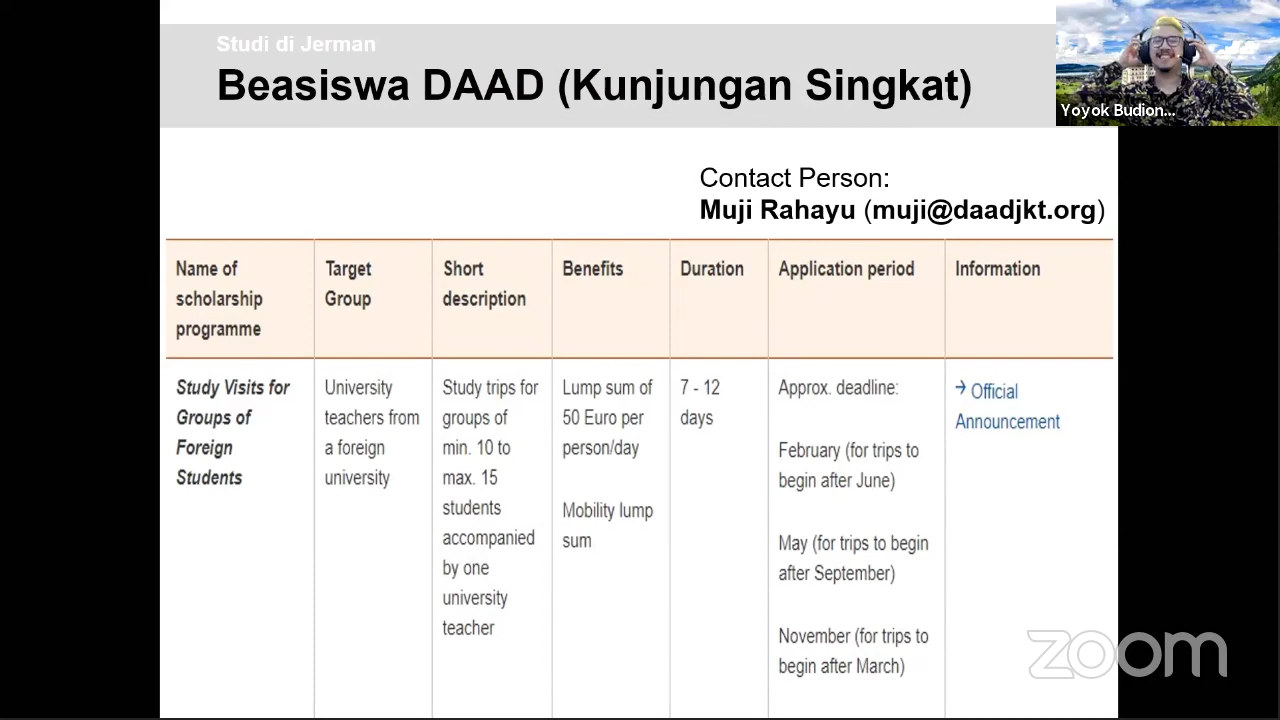 Studi di Jerman
Beasiswa DAAD (Kunjungan Singkat)
Yoyok Budion...
Contact Person:
Muji Rahayu (muji@daadjkt.org)
Name of
scholarship
programme
Target
Group
Short
description
Benefits
Duration
Application period
Information
Study Visits for
Groups of
Foreign
Students
University
teachers from
a foreign
university
Study trips for
groups of
min. 10 to
max. 15
students
accompanied
by one
university
teacher
Lump sum of
50 Euro per
person/day
Mobility lump
sum
7 - 12
days
Approx. deadline:
February (for trips to
begin after June)
May (for trips to begin
after September)
November (for trips to
begin after March)
→ Official
Announcement
zoom